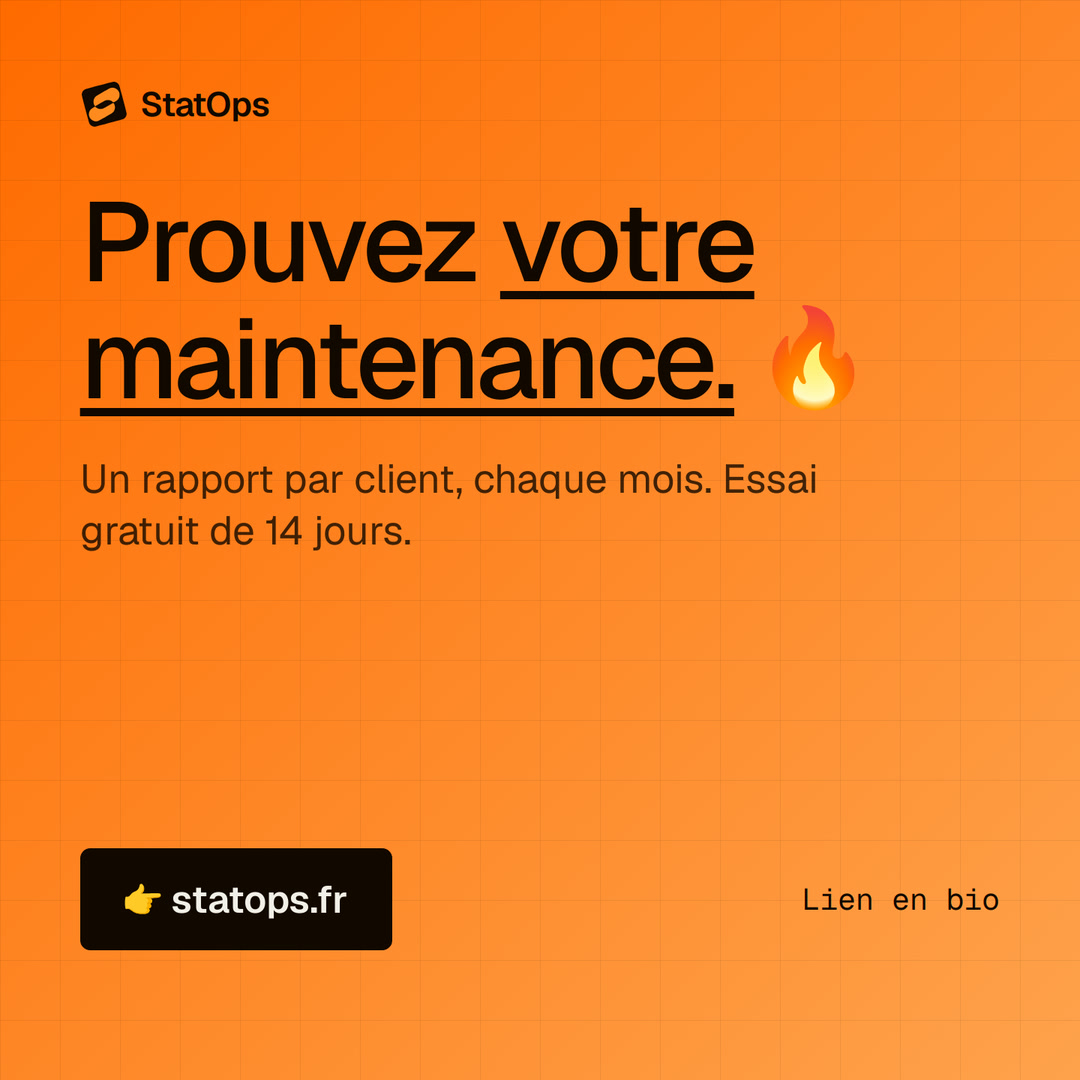 StatOps
Prouvez votre
maintenance. 🔥
Un rapport par client, chaque mois. Essai
gratuit de 14 jours.
👉 statops.fr
Lien en bio